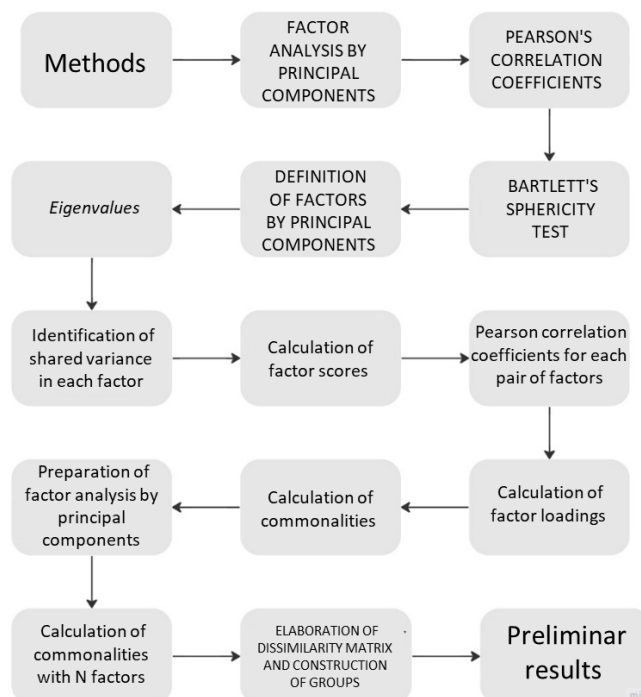 Methods
FACTOR
ANALYSIS BY
PRINCIPAL
COMPONENTS
PEARSON'S
CORRELATION
COEFFICIENTS
BARTLETT'S
SPHERICITY
TEST
DEFINITION
OF FACTORS
BY PRINCIPAL
COMPONENTS
Eigenvalues
Identification of
shared variance
in each factor
Calculation of
factor scores
Pearson correlation
coefficients for each
pair of factors
Calculation of
factor loadings
Calculation of
commonalities
Preparation of
factor analysis by
principal
components
Calculation of
commonalities
with N factors
ELABORATION OF
DISSIMILARITY MATRIX
AND CONSTRUCTION OF
GROUPS
Preliminar
results